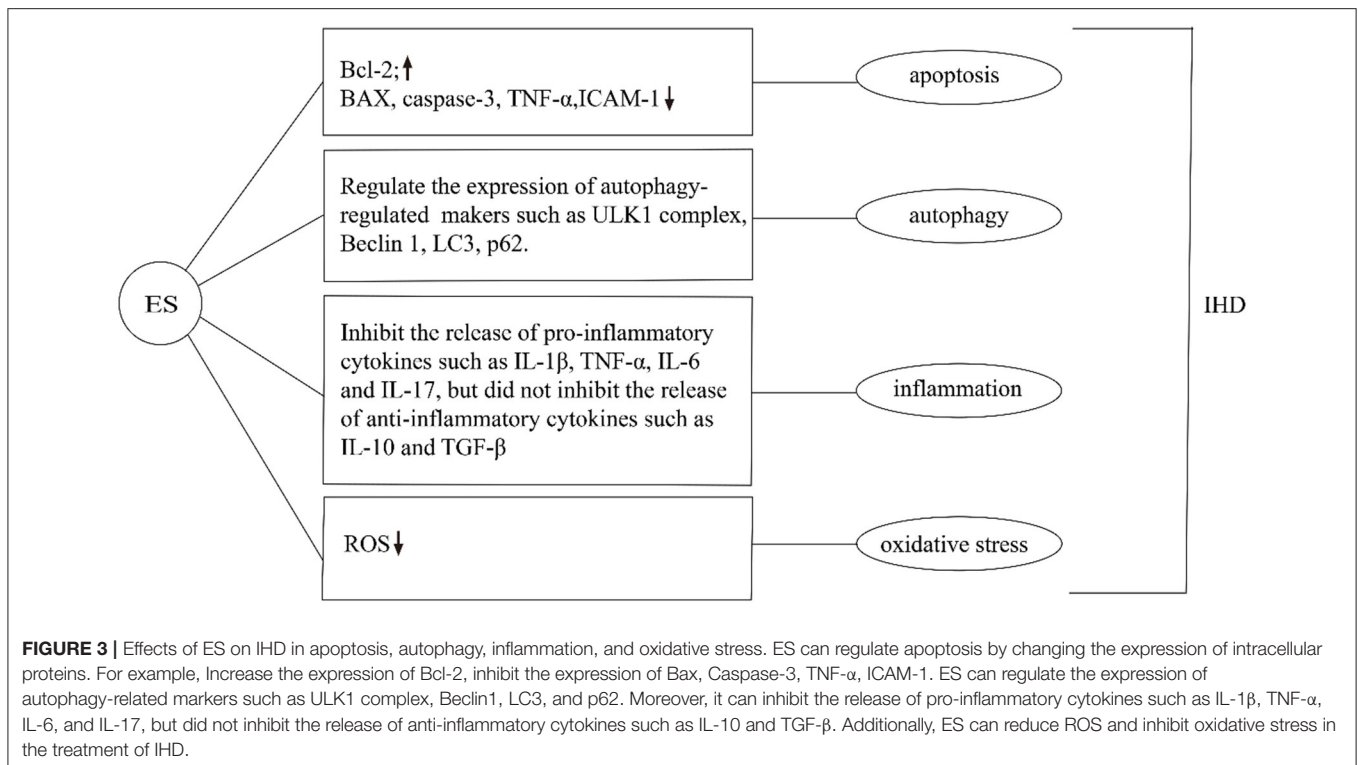 Bcl-2;↑
BAX, caspase-3, TNF-α,ICAM-1↓
apoptosis
Regulate the expression of autophagy-
regulated makers such as ULK1 complex,
Beclin 1, LC3, p62.
autophagy
ES
IHD
Inhibit the release of pro-inflammatory
cytokines such as IL-1β, TNF-α, IL-6
and IL-17, but did not inhibit the release
of anti-inflammatory cytokines such as
IL-10 and TGF-β
inflammation
ROS↓
oxidative stress
FIGURE 3 | Effects of ES on IHD in apoptosis, autophagy, inflammation, and oxidative stress. ES can regulate apoptosis by changing the expression of intracellular
proteins. For example, Increase the expression of Bcl-2, inhibit the expression of Bax, Caspase-3, TNF-α, ICAM-1. ES can regulate the expression of
autophagy-related markers such as ULK1 complex, Beclin1, LC3, and p62. Moreover, it can inhibit the release of pro-inflammatory cytokines such as IL-1β, TNF-α,
IL-6, and IL-17, but did not inhibit the release of anti-inflammatory cytokines such as IL-10 and TGF-β. Additionally, ES can reduce ROS and inhibit oxidative stress in
the treatment of IHD.